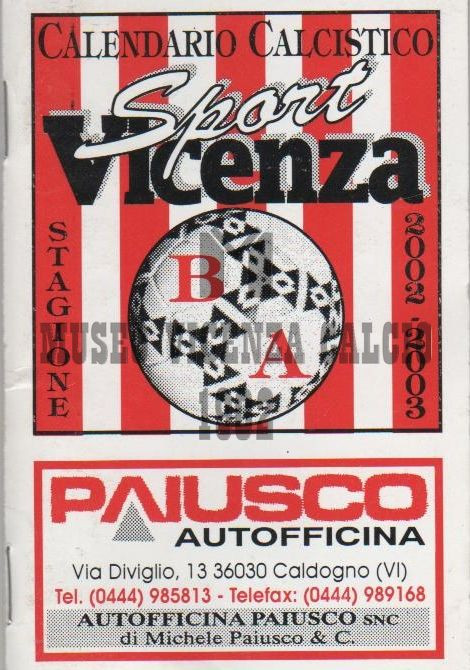 CALENDARIO CALCISTICO
Sport
Vicenza
STAGIONE
2002-2003
B
A
MUSEO VICENZA CALCIO
1902
PAIUSCO
AUTOFFICINA
Via Diviglio, 13 36030 Caldogno (VI)
Tel. (0444) 985813 - Telefax: (0444) 989168
AUTOFFICINA PAIUSCO SNC
di Michele Paiusco & C.